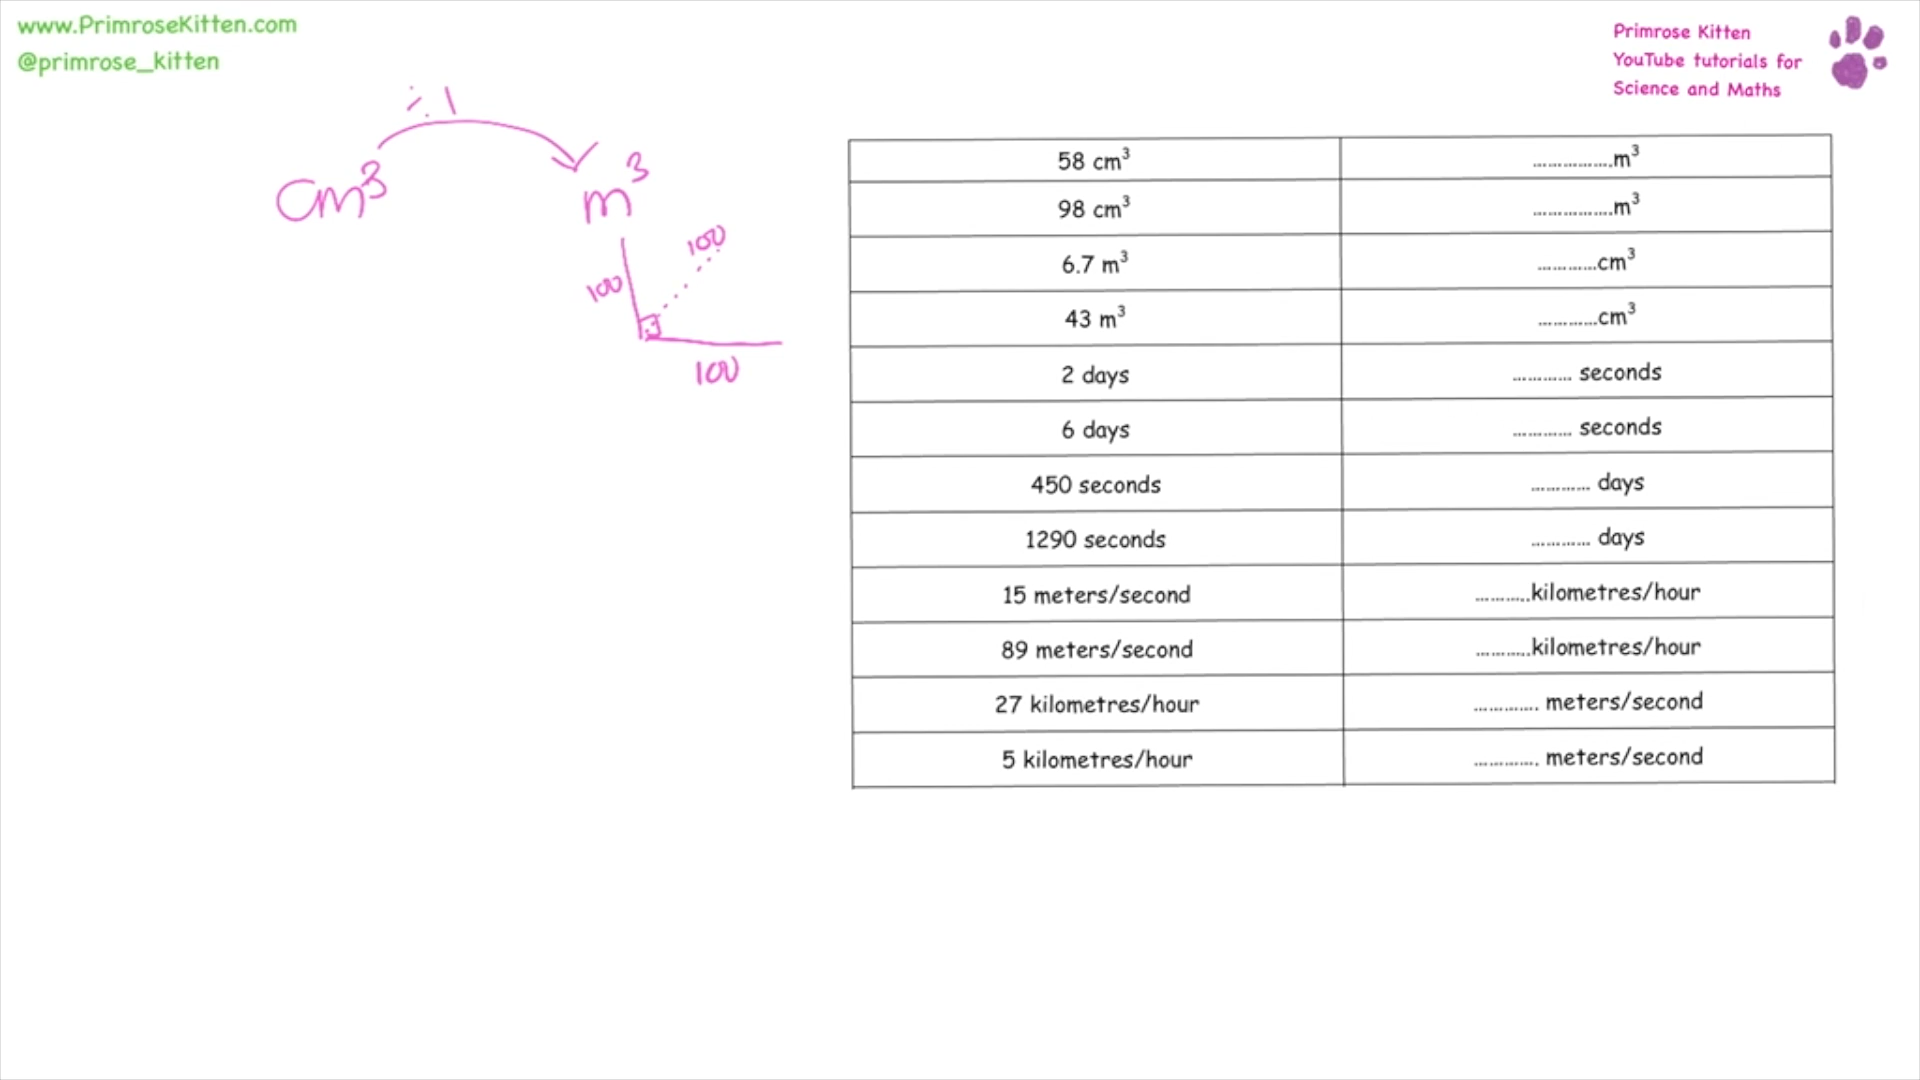 www.PrimroseKitten.com
@primrose_kitten
Primrose Kitten
YouTube tutorials for
Science and Maths
÷1
cm³
m³
100
100
100
58 cm³ ................m³
98 cm³ ................m³
6.7 m³ ............cm³
43 m³ ............cm³
2 days ............ seconds
6 days ............ seconds
450 seconds ............ days
1290 seconds ............ days
15 meters/second ...........kilometres/hour
89 meters/second ...........kilometres/hour
27 kilometres/hour ............. meters/second
5 kilometres/hour ............. meters/second